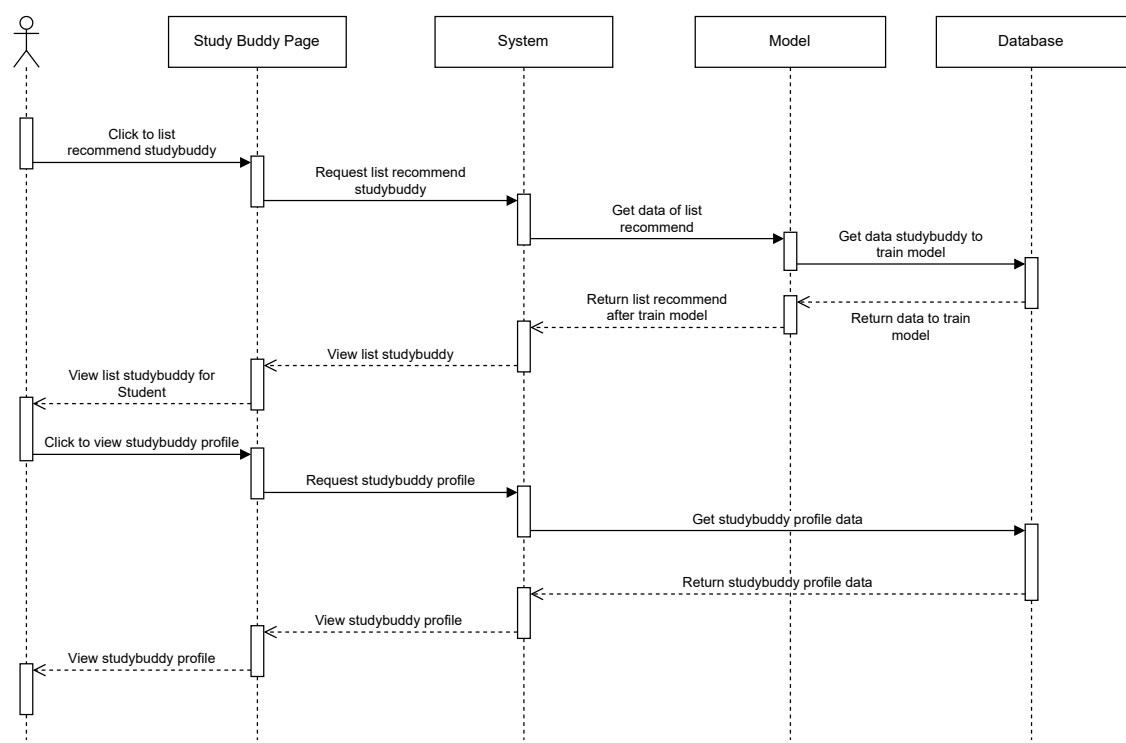 Study Buddy Page
System
Model
Database
Click to list
recommend studybuddy
Request list recommend
studybuddy
Get data of list
recommend
Get data studybuddy to
train model
Return list recommend
after train model
Return data to train
model
View list studybuddy
View list studybuddy for
Student
Click to view studybuddy profile
Request studybuddy profile
Get studybuddy profile data
Return studybuddy profile data
View studybuddy profile
View studybuddy profile